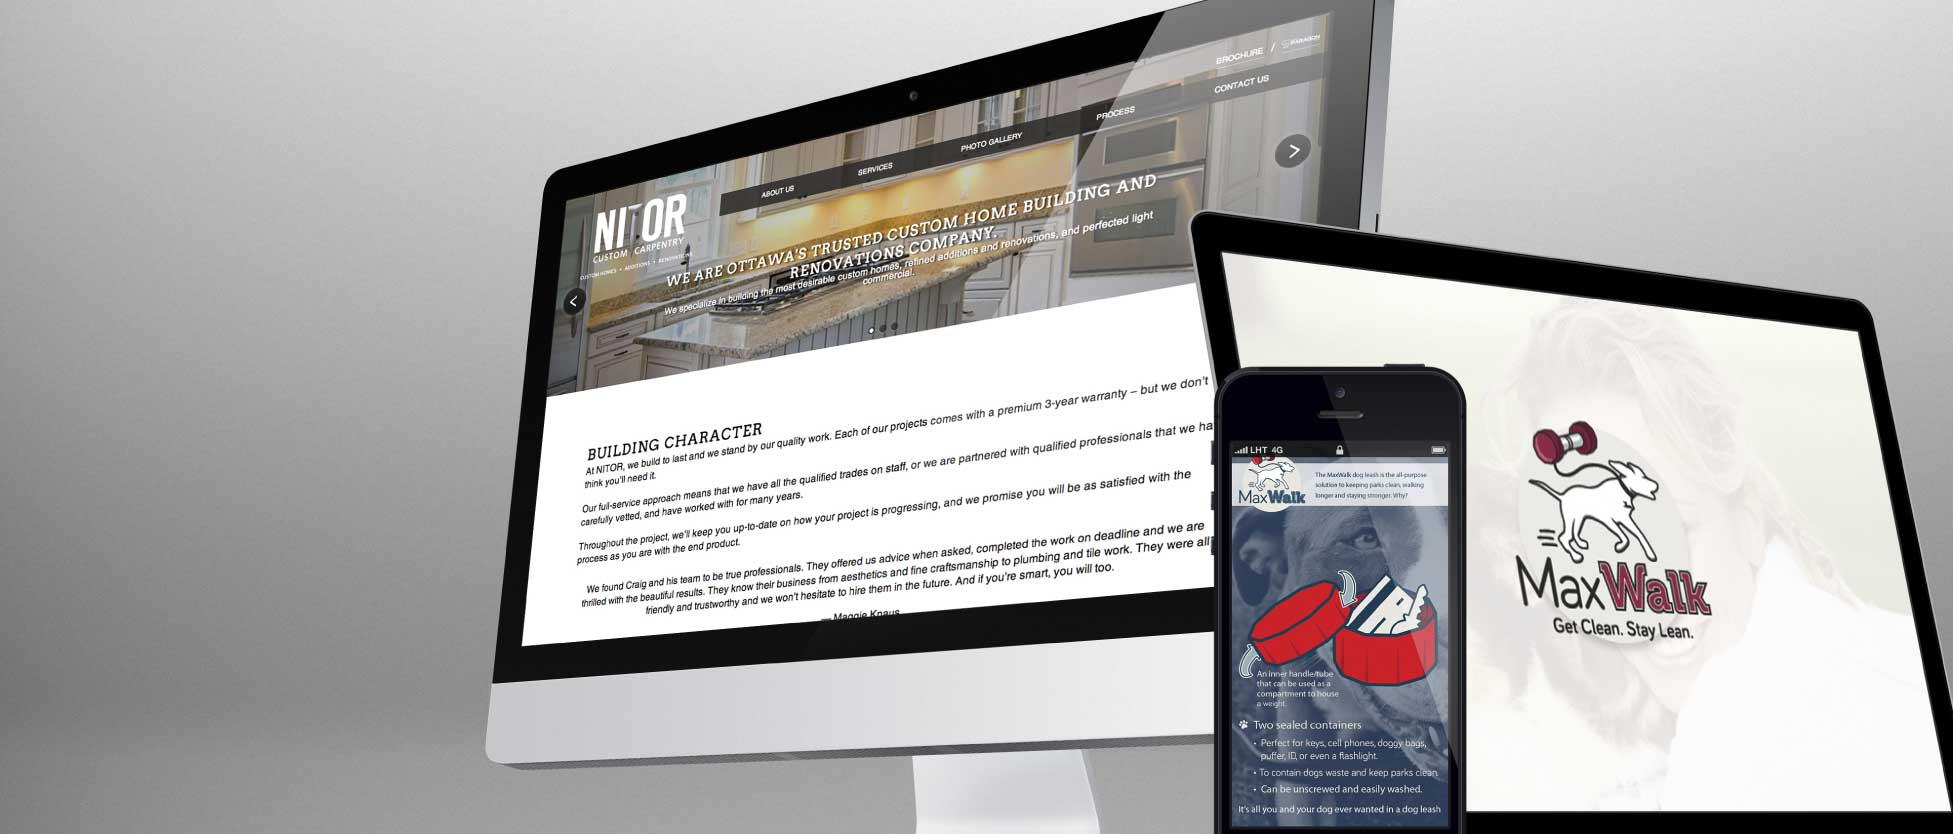 BROCHURE / PARAGON
ABOUT US
SERVICES
PHOTO GALLERY
PROCESS
CONTACT US
NITOR
CUSTOM CARPENTRY
CUSTOM HOMES • ADDITIONS • RENOVATIONS
WE ARE OTTAWA'S TRUSTED CUSTOM HOME BUILDING AND
RENOVATIONS COMPANY.
We specialize in building the most desirable custom homes, refined additions and renovations, and perfected light
commercial.
BUILDING CHARACTER
At NITOR, we build to last and we stand by our quality work. Each of our projects comes with a premium 3-year warranty – but we don't
think you'll need it.
Our full-service approach means that we have all the qualified trades on staff, or we are partnered with qualified professionals that we ha
carefully vetted, and have worked with for many years.
Throughout the project, we'll keep you up-to-date on how your project is progressing, and we promise you will be as satisfied with the
process as you are with the end product.
We found Craig and his team to be true professionals. They offered us advice when asked, completed the work on deadline and we are
thrilled with the beautiful results. They know their business from aesthetics and fine craftsmanship to plumbing and tile work. They were all
friendly and trustworthy and we won't hesitate to hire them in the future. And if you're smart, you will too.
— Maggie Knaus
LHT 4G
MaxWalk
The MaxWalk dog leash is the all-purpose
solution to keeping parks clean, walking
longer and staying stronger. Why?
An inner handle/tube
that can be used as a
compartment to house
a weight.
Two sealed containers
• Perfect for keys, cell phones, doggy bags,
puffer, ID, or even a flashlight.
• To contain dogs waste and keep parks clean.
• Can be unscrewed and easily washed.
It's all you and your dog ever wanted in a dog leash
MaxWalk
Get Clean. Stay Lean.